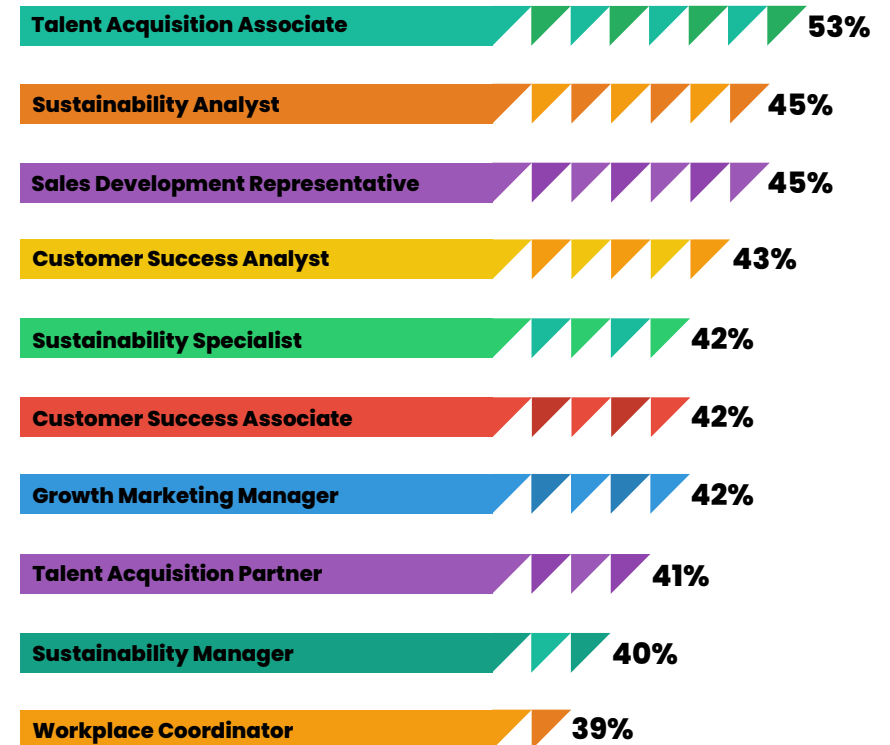 Talent Acquisition Associate 53%
Sustainability Analyst 45%
Sales Development Representative 45%
Customer Success Analyst 43%
Sustainability Specialist 42%
Customer Success Associate 42%
Growth Marketing Manager 42%
Talent Acquisition Partner 41%
Sustainability Manager 40%
Workplace Coordinator 39%